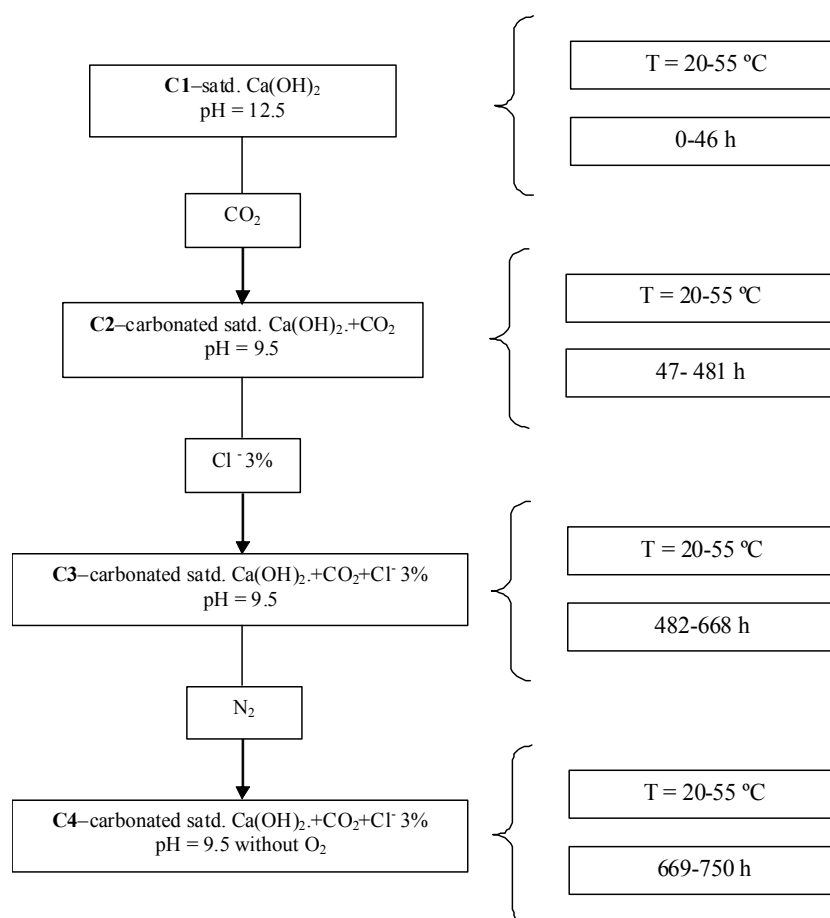 C1–satd. Ca(OH)₂
pH = 12.5
T = 20-55 ºC
0-46 h
CO₂
C2–carbonated satd. Ca(OH)₂.+CO₂
pH = 9.5
T = 20-55 ºC
47- 481 h
Cl ⁻ 3%
C3–carbonated satd. Ca(OH)₂.+CO₂+Cl⁻ 3%
pH = 9.5
T = 20-55 ºC
482-668 h
N₂
C4–carbonated satd. Ca(OH)₂.+CO₂+Cl⁻ 3%
pH = 9.5 without O₂
T = 20-55 ºC
669-750 h